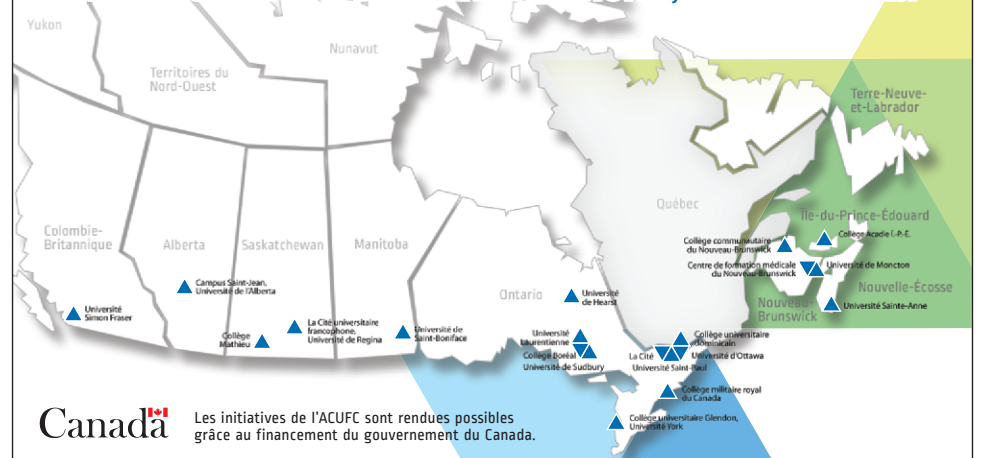 Yukon
Nunavut
Territoires du
Nord-Ouest
Terre-Neuve-
et-Labrador
Québec
Île-du-Prince-Édouard
Colombie-
Britannique
Alberta
Saskatchewan
Manitoba
Collège Acadie Î.-P.-É.
Collège communautaire
du Nouveau-Brunswick
Centre de formation médicale
du Nouveau-Brunswick
Université de Moncton
Nouvelle-Écosse
Campus Saint-Jean,
Université de l'Alberta
Ontario
Université
de Hearst
Nouveau-
Brunswick
Université Sainte-Anne
Université
Simon Fraser
La Cité universitaire
francophone,
Université de Regina
Collège
Mathieu
Université de
Saint-Boniface
Université
Laurentienne
Collège Boréal
Université de Sudbury
Collège universitaire
dominicain
La Cité
Université d'Ottawa
Université Saint-Paul
Collège militaire royal
du Canada
Collège universitaire Glendon,
Université York
Canada
Les initiatives de l'ACUFC sont rendues possibles
grâce au financement du gouvernement du Canada.